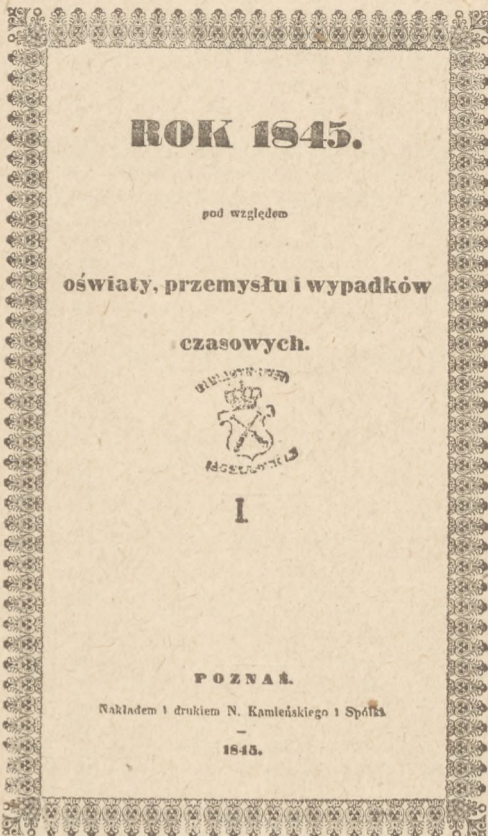 ROK 1845.
pod względem
oświaty, przemysłu i wypadków
czasowych.
I.
POZNAŃ.
Nakładem i drukiem N. Kamieńskiego i Spółki.
1845.